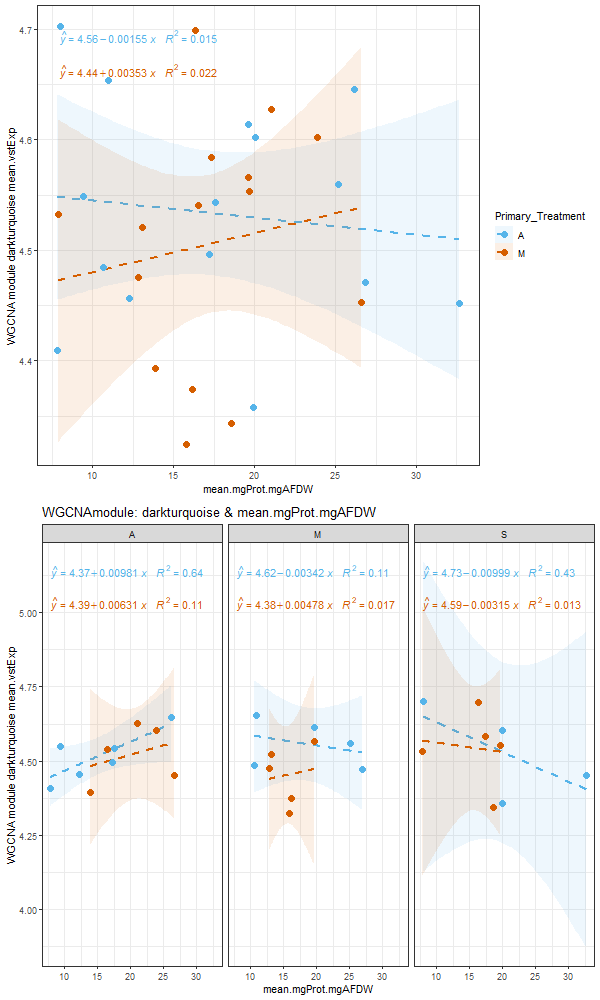 4.7
4.6
4.5
4.4
WGCNA module darkturquoise mean.vstExp
ŷ = 4.56 − 0.00155 x   R² = 0.015
ŷ = 4.44 + 0.00353 x   R² = 0.022
10 15 20 25 30
mean.mgProt.mgAFDW
Primary_Treatment
A
M
WGCNAmodule: darkturquoise & mean.mgProt.mgAFDW
A M S
ŷ = 4.37 + 0.00981 x   R² = 0.64
ŷ = 4.39 + 0.00631 x   R² = 0.11
ŷ = 4.62 − 0.00342 x   R² = 0.11
ŷ = 4.38 + 0.00478 x   R² = 0.017
ŷ = 4.73 − 0.00999 x   R² = 0.43
ŷ = 4.59 − 0.00315 x   R² = 0.013
5.00
4.75
4.50
4.25
4.00
WGCNA module darkturquoise mean.vstExp
10 15 20 25 30 10 15 20 25 30 10 15 20 25 30
mean.mgProt.mgAFDW